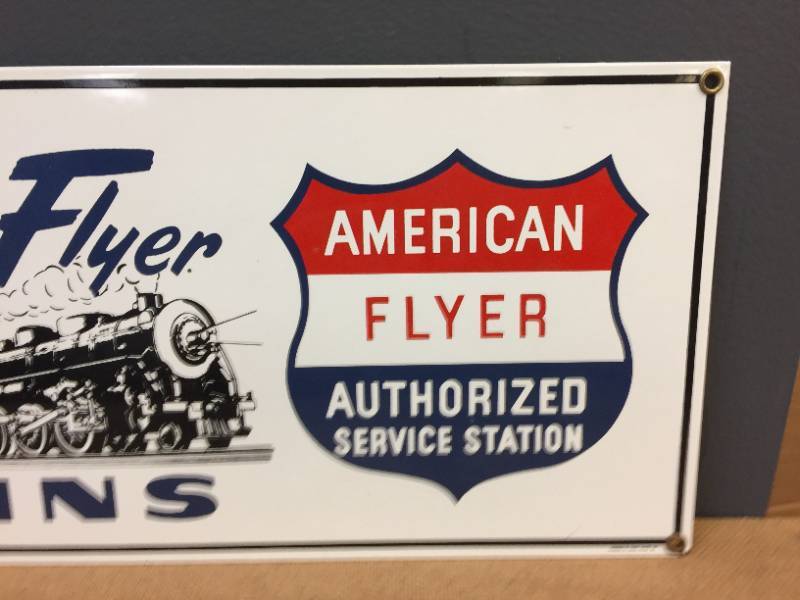 Flyer
INS
AMERICAN
FLYER
AUTHORIZED
SERVICE STATION